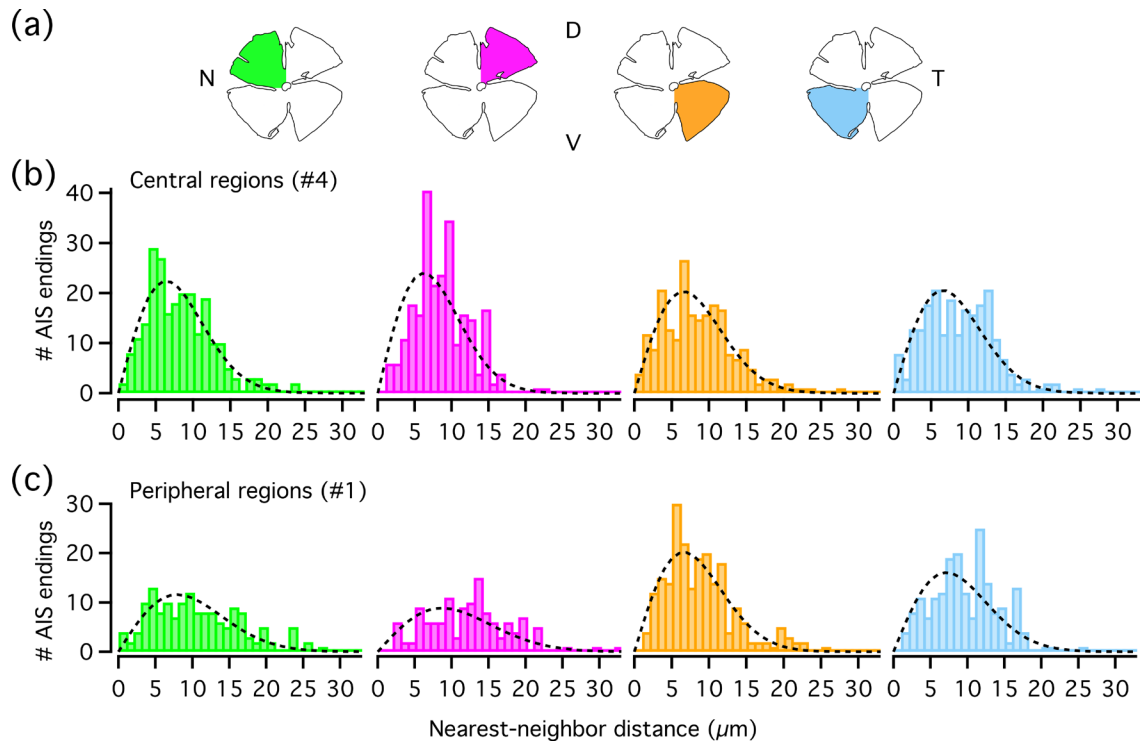 (a)
D
N
T
V
(b)
Central regions (#4)
# AIS endings
40
30
20
10
0
0 5 10 15 20 25 30 0 5 10 15 20 25 30 0 5 10 15 20 25 30 0 5 10 15 20 25 30
(c)
Peripheral regions (#1)
# AIS endings
30
20
10
0
0 5 10 15 20 25 30 0 5 10 15 20 25 30 0 5 10 15 20 25 30 0 5 10 15 20 25 30
Nearest-neighbor distance (µm)